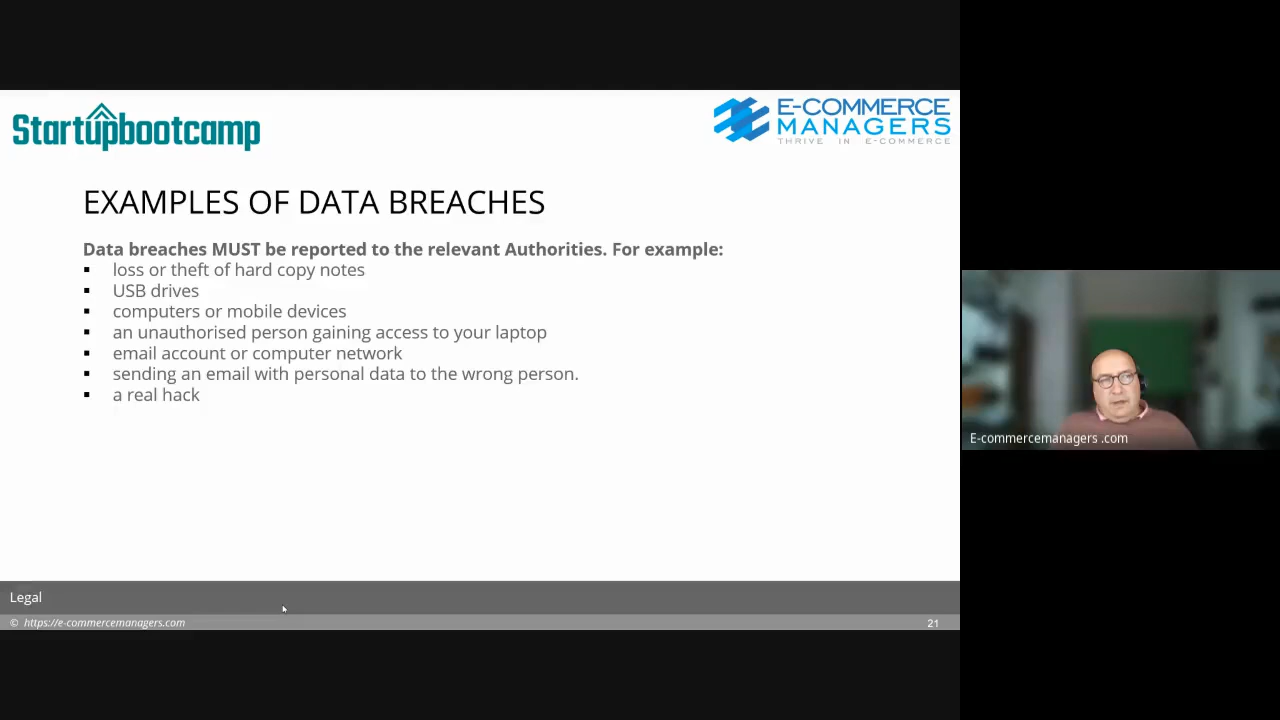 Startupbootcamp
E-COMMERCE
MANAGERS
THRIVE IN E-COMMERCE
EXAMPLES OF DATA BREACHES
Data breaches MUST be reported to the relevant Authorities. For example:
▪ loss or theft of hard copy notes
▪ USB drives
▪ computers or mobile devices
▪ an unauthorised person gaining access to your laptop
▪ email account or computer network
▪ sending an email with personal data to the wrong person.
▪ a real hack
E-commercemanagers .com
Legal
© https://e-commercemanagers.com
21